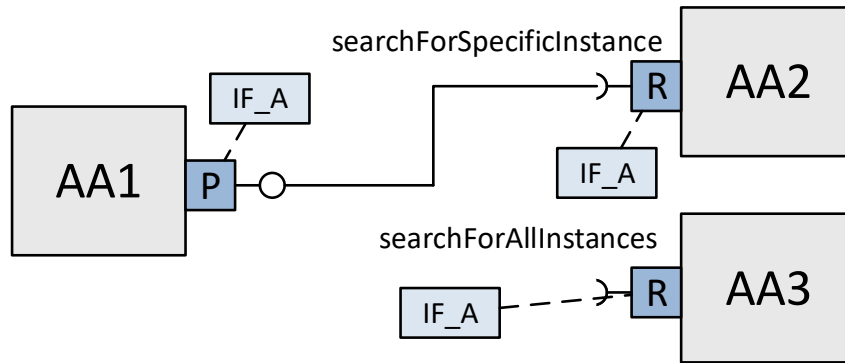 searchForSpecificInstance
IF_A
R
AA2
AA1
P
IF_A
searchForAllInstances
R
AA3
IF_A